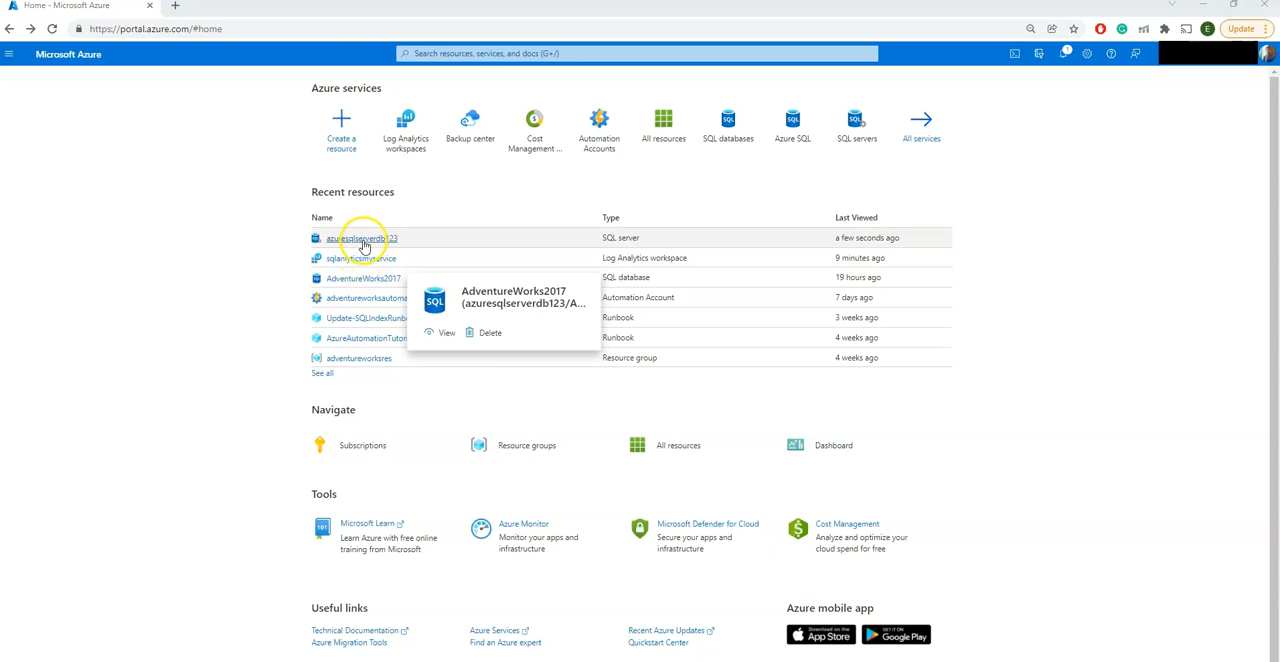 Home - Microsoft Azure
https://portal.azure.com/#home
E
Update
Microsoft Azure
Search resources, services, and docs (G+/)
1
Azure services
Create a resource
Log Analytics workspaces
Backup center
Cost Management ...
Automation Accounts
All resources
SQL databases
Azure SQL
SQL servers
All services
Recent resources
Name Type Last Viewed
azuresqlserverdb123 SQL server a few seconds ago
sqlanlyticsmyservice Log Analytics workspace 9 minutes ago
AdventureWorks2017 SQL database 19 hours ago
adventureworksautoma Automation Account 7 days ago
Update-SQLIndexRunb Runbook 3 weeks ago
AzureAutomationTutor Runbook 4 weeks ago
adventureworksres Resource group 4 weeks ago
SQL
AdventureWorks2017
(azuresqlserverdb123/A...
View Delete
See all
Navigate
Subscriptions Resource groups All resources Dashboard
Tools
Microsoft Learn
Learn Azure with free online
training from Microsoft
Azure Monitor
Monitor your apps and
infrastructure
Microsoft Defender for Cloud
Secure your apps and
infrastructure
Cost Management
Analyze and optimize your
cloud spend for free
Useful links
Technical Documentation Azure Services Recent Azure Updates
Azure Migration Tools Find an Azure expert Quickstart Center
Azure mobile app
Download on the
App Store
GET IT ON
Google Play